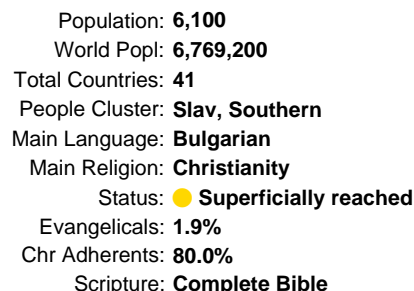 Population: 6,100
World Popl: 6,769,200
Total Countries: 41
People Cluster: Slav, Southern
Main Language: Bulgarian
Main Religion: Christianity
Status: Superficially reached
Evangelicals: 1.9%
Chr Adherents: 80.0%
Scripture: Complete Bible